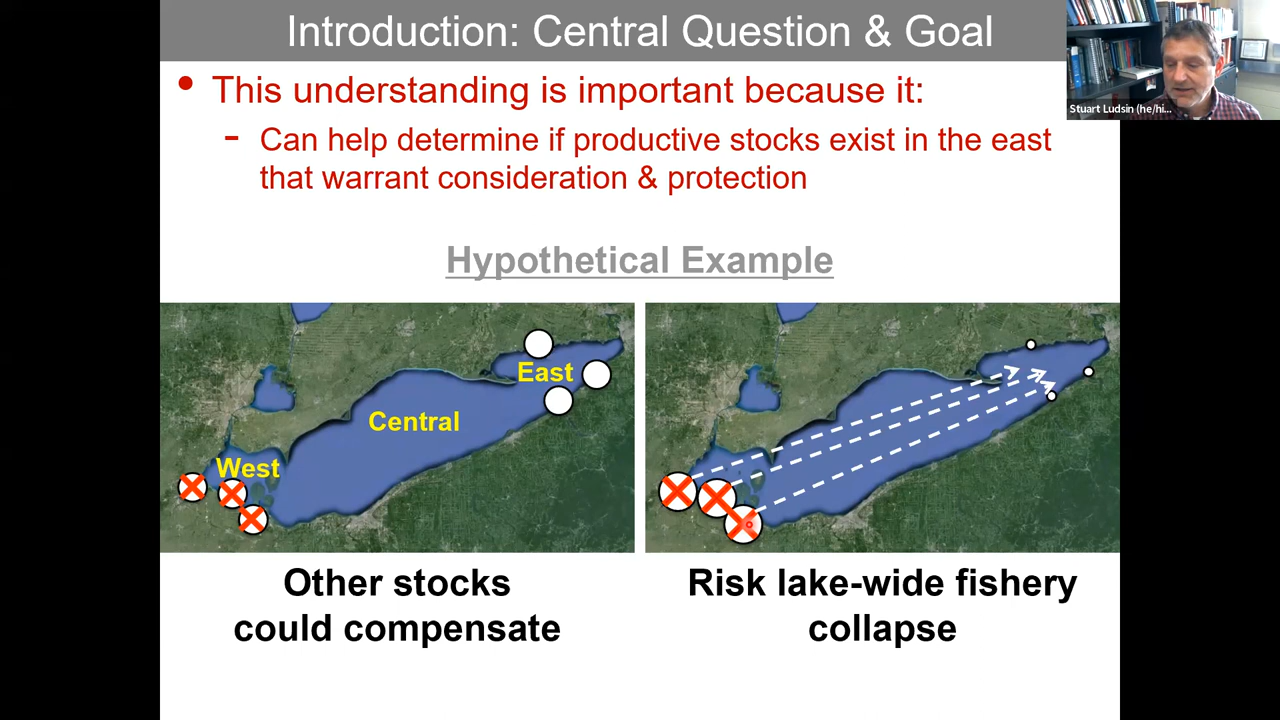 Introduction: Central Question & Goal
Stuart Ludsin (he/hi...
• This understanding is important because it:
- Can help determine if productive stocks exist in the east
that warrant consideration & protection
Hypothetical Example
East
Central
West
Other stocks
could compensate
Risk lake-wide fishery
collapse